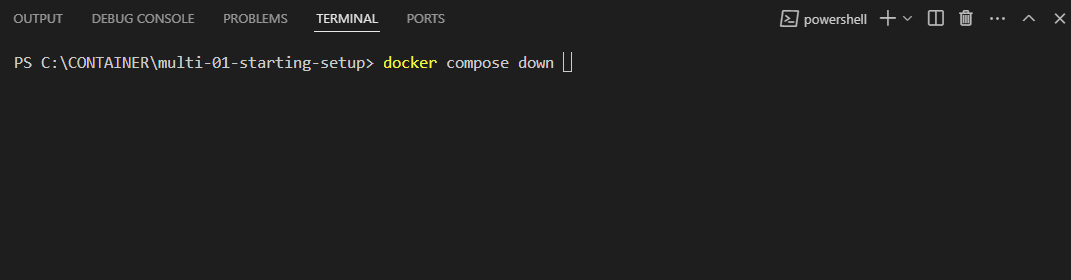 OUTPUT DEBUG CONSOLE PROBLEMS TERMINAL PORTS powershell
PS C:\CONTAINER\multi-01-starting-setup> docker compose down